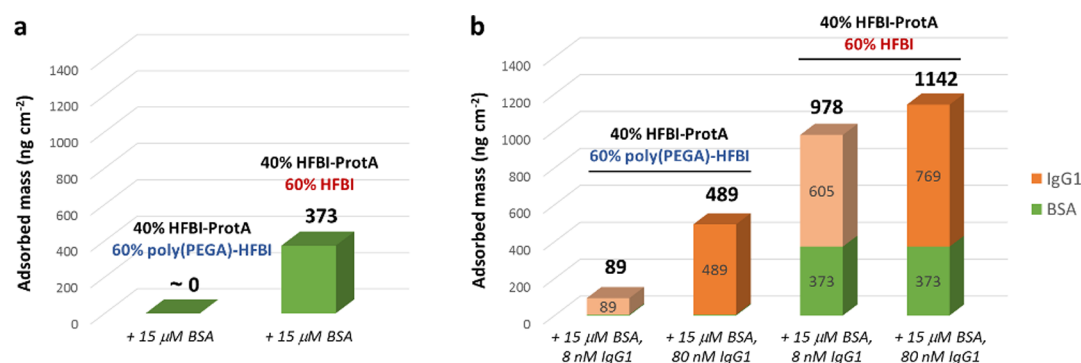 a
Adsorbed mass (ng cm⁻²)
1400
1200
1000
800
600
400
200
0
40% HFBI-ProtA
60% poly(PEGA)-HFBI
~ 0
40% HFBI-ProtA
60% HFBI
373
+ 15 µM BSA
+ 15 µM BSA
b
Adsorbed mass (ng cm⁻²)
1400
1200
1000
800
600
400
200
0
40% HFBI-ProtA
60% poly(PEGA)-HFBI
89
89
489
489
40% HFBI-ProtA
60% HFBI
978
605
373
1142
769
373
+ 15 µM BSA,
8 nM IgG1
+ 15 µM BSA,
80 nM IgG1
+ 15 µM BSA,
8 nM IgG1
+ 15 µM BSA,
80 nM IgG1
IgG1
BSA